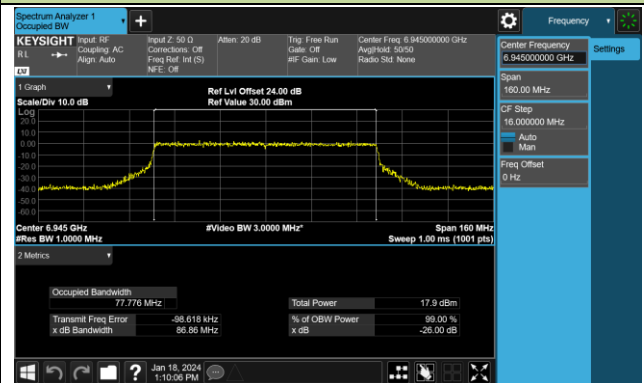 Spectrum Analyzer 1
Occupied BW
Frequency
KEYSIGHT
RL
Input: RF
Coupling: AC
Align: Auto
Input Z: 50 Ω
Corrections: Off
Freq Ref: Int (S)
NFE: Off
Atten: 20 dB
Trig: Free Run
Gate: Off
#IF Gain: Low
Center Freq: 6.945000000 GHz
Avg|Hold: 50/50
Radio Std: None
Center Frequency
6.945000000 GHz
Settings
Span
160.00 MHz
CF Step
16.000000 MHz
Auto
Man
Freq Offset
0 Hz
1 Graph
Scale/Div 10.0 dB
Ref Lvl Offset 24.00 dB
Ref Value 30.00 dBm
Log
20.0
10.0
0.00
-10.0
-20.0
-30.0
-40.0
-50.0
-60.0
Center 6.945 GHz
#Video BW 3.0000 MHz*
Span 160 MHz
#Res BW 1.0000 MHz
Sweep 1.00 ms (1001 pts)
2 Metrics
Occupied Bandwidth
77.776 MHz
Total Power
17.9 dBm
Transmit Freq Error
-98.618 kHz
% of OBW Power
99.00 %
x dB Bandwidth
86.86 MHz
x dB
-26.00 dB
?
Jan 18, 2024
1:10:06 PM